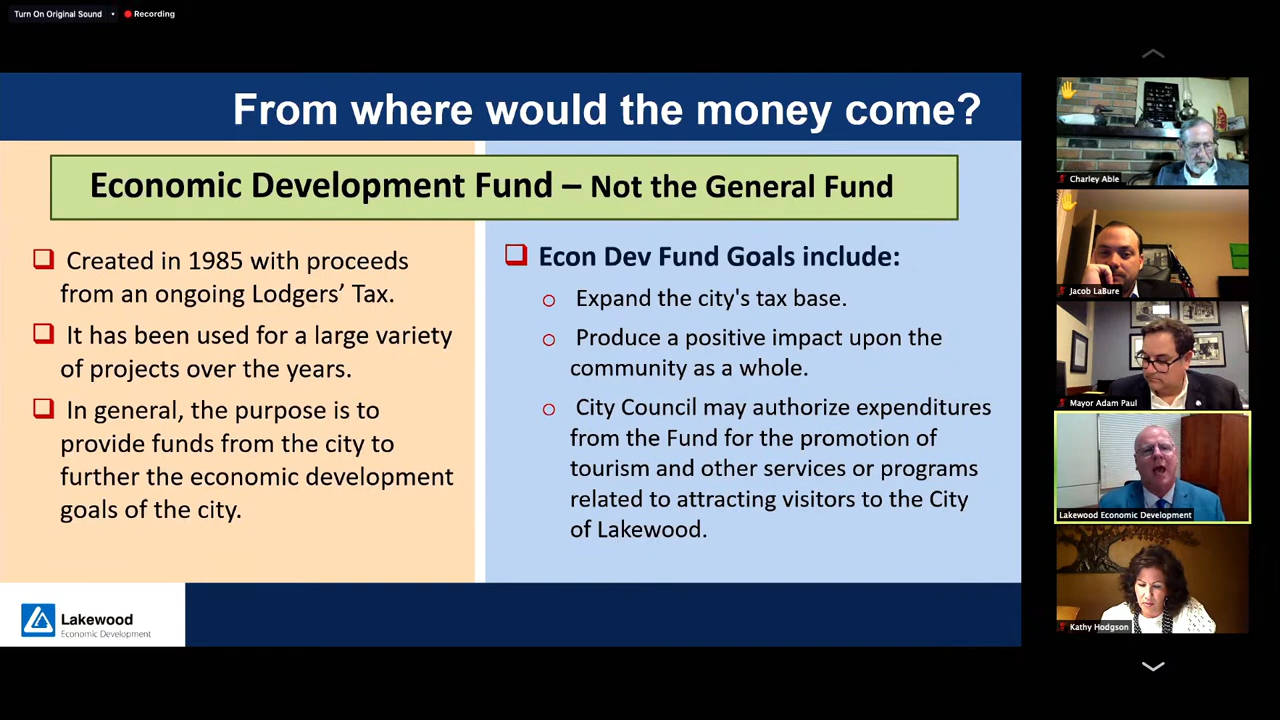 Turn On Original Sound
Recording
From where would the money come?
Economic Development Fund – Not the General Fund
Created in 1985 with proceeds
from an ongoing Lodgers' Tax.
It has been used for a large variety
of projects over the years.
In general, the purpose is to
provide funds from the city to
further the economic development
goals of the city.
Econ Dev Fund Goals include:
Expand the city's tax base.
Produce a positive impact upon the
community as a whole.
City Council may authorize expenditures
from the Fund for the promotion of
tourism and other services or programs
related to attracting visitors to the City
of Lakewood.
Lakewood
Economic Development
Charley Able
Jacob LaBure
Mayor Adam Paul
Lakewood Economic Development
Kathy Hodgson